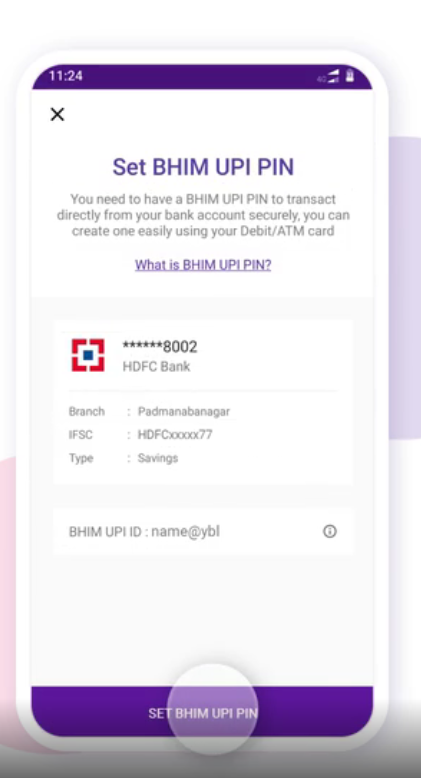 11:24
4G
Set BHIM UPI PIN
You need to have a BHIM UPI PIN to transact
directly from your bank account securely, you can
create one easily using your Debit/ATM card
What is BHIM UPI PIN?
******8002
HDFC Bank
Branch : Padmanabanagar
IFSC : HDFCxxxxx77
Type : Savings
BHIM UPI ID : name@ybl
SET BHIM UPI PIN